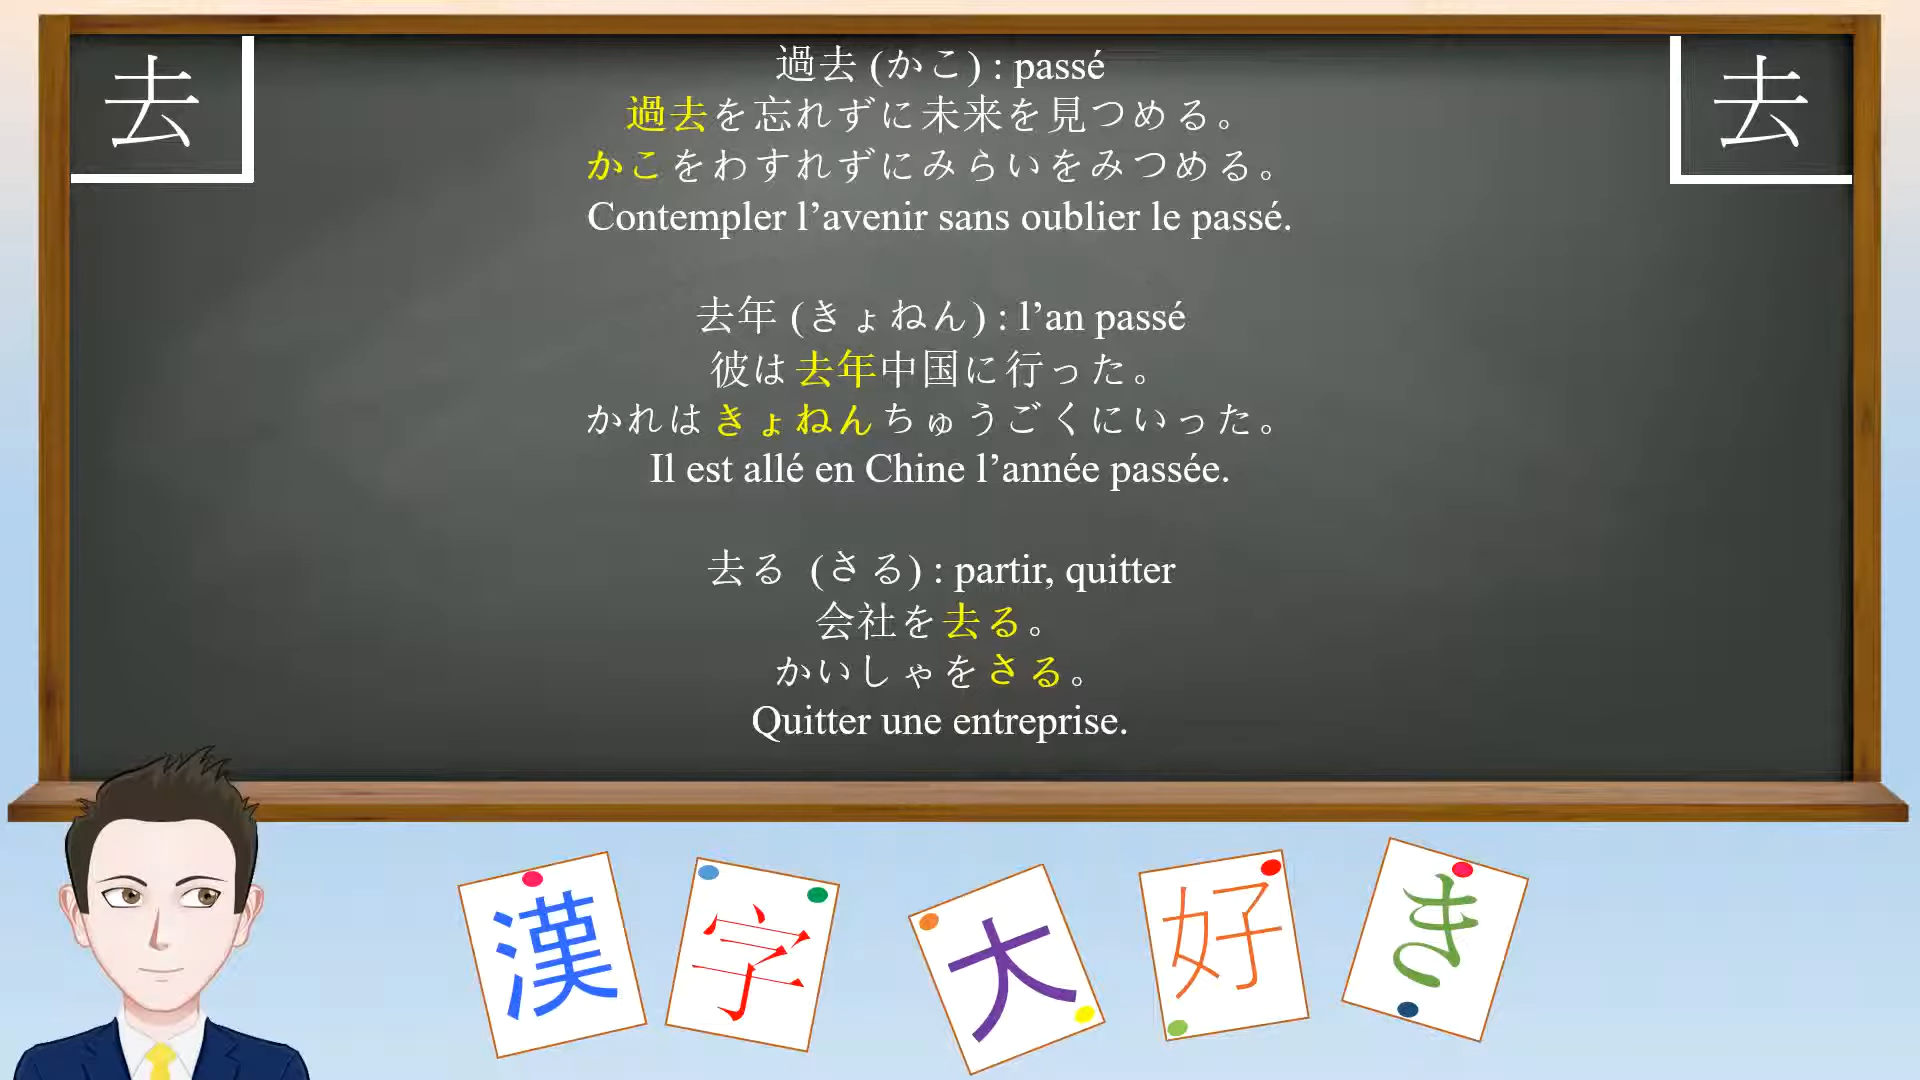 去
去
過去 (かこ) : passé
過去を忘れずに未来を見つめる。
かこをわすれずにみらいをみつめる。
Contempler l’avenir sans oublier le passé.
去年 (きょねん) : l’an passé
彼は去年中国に行った。
かれはきょねんちゅうごくにいった。
Il est allé en Chine l’année passée.
去る (さる) : partir, quitter
会社を去る。
かいしゃをさる。
Quitter une entreprise.
漢字大好き